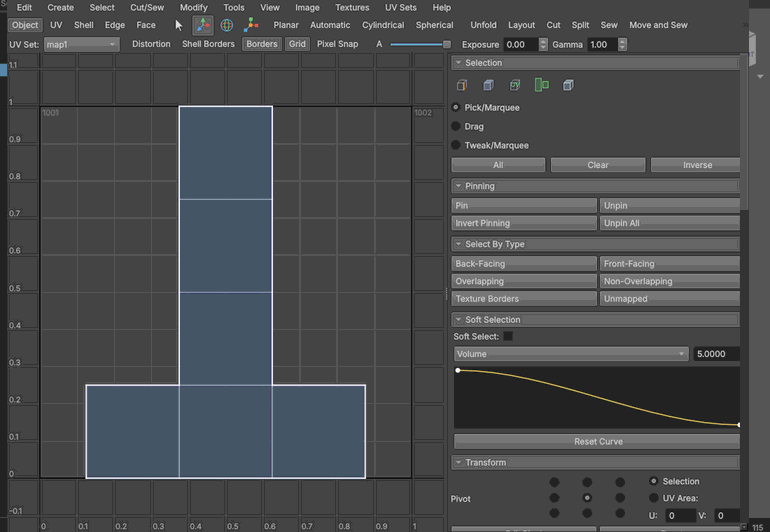 Edit Create Select Cut/Sew Modify Tools View Image Textures UV Sets Help
Object UV Shell Edge Face Planar Automatic Cylindrical Spherical Unfold Layout Cut Split Sew Move and Sew
UV Set: map1 Distortion Shell Borders Borders Grid Pixel Snap A Exposure 0.00 Gamma 1.00
1.1
1
1001
1002
0.9
0.8
0.7
0.6
0.5
0.4
0.3
0.2
0.1
0
-0.1
0 0.1 0.2 0.3 0.4 0.5 0.6 0.7 0.8 0.9 1
Selection
Pick/Marquee
Drag
Tweak/Marquee
All Clear Inverse
Pinning
Pin Unpin
Invert Pinning Unpin All
Select By Type
Back-Facing Front-Facing
Overlapping Non-Overlapping
Texture Borders Unmapped
Soft Selection
Soft Select:
Volume 5.0000
Reset Curve
Transform
Selection
Pivot UV Area:
U: 0 V: 0
115